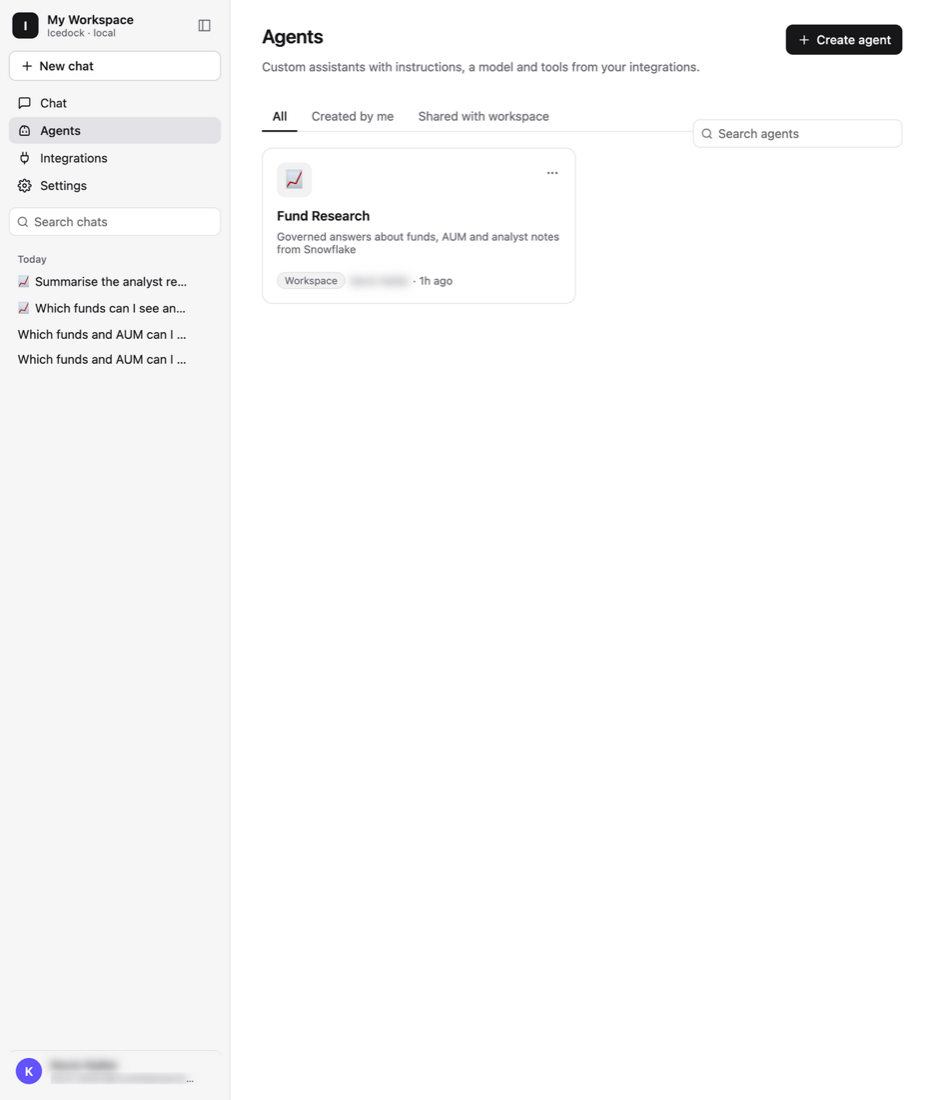 I
My Workspace
Icedock · local
+ New chat
Chat
Agents
Integrations
Settings
Search chats
Today
📈 Summarise the analyst re...
📈 Which funds can I see an...
Which funds and AUM can I ...
Which funds and AUM can I ...
K
...
Agents
+ Create agent
Custom assistants with instructions, a model and tools from your integrations.
All Created by me Shared with workspace
Search agents
...
Fund Research
Governed answers about funds, AUM and analyst notes
from Snowflake
Workspace · 1h ago